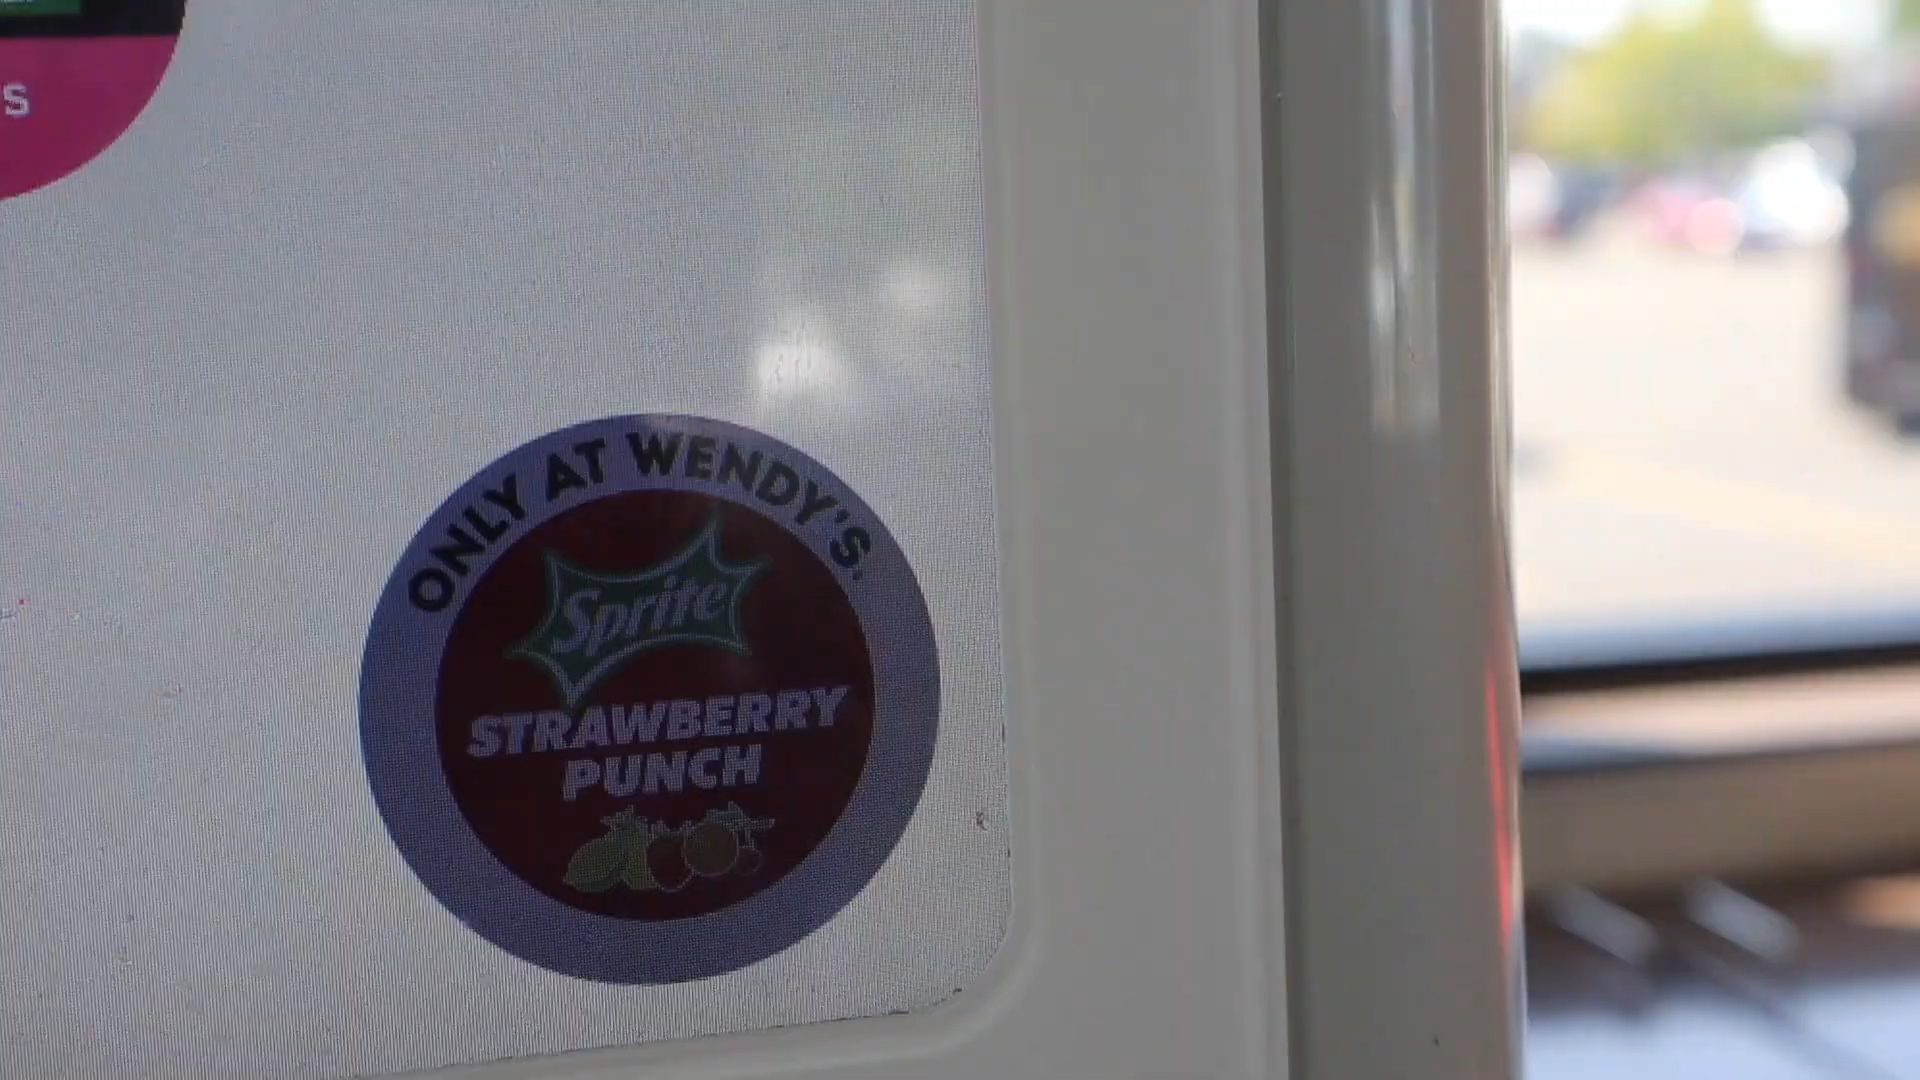 S
ONLY AT WENDY'S.
Sprite
STRAWBERRY
PUNCH